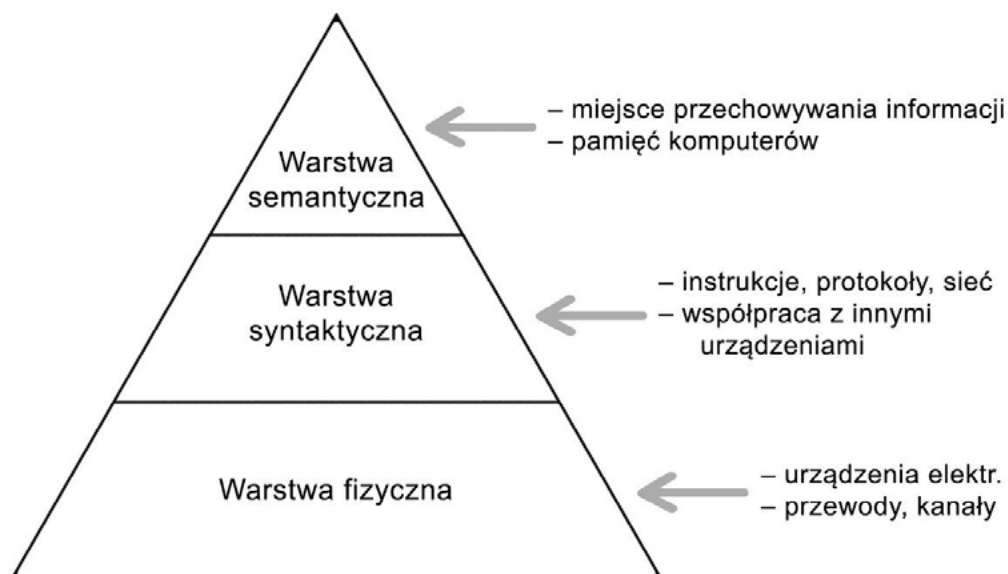 – miejsce przechowywania informacji
– pamięć komputerów
Warstwa
semantyczna
– instrukcje, protokoły, sieć
– współpraca z innymi
urządzeniami
Warstwa
syntaktyczna
– urządzenia elektr.
– przewody, kanały
Warstwa fizyczna